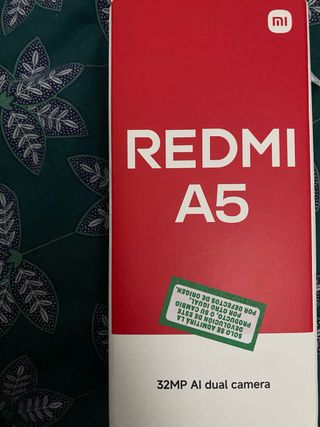 mi
REDMI
A5
SOLO SE ADMITIRA LA
DEVOLUCION DE ESTE
PRODUCTO, O SU CAMBIO
POR OTRO IGUAL,
POR DEFECTOS DE ORIGEN.
32MP AI dual camera